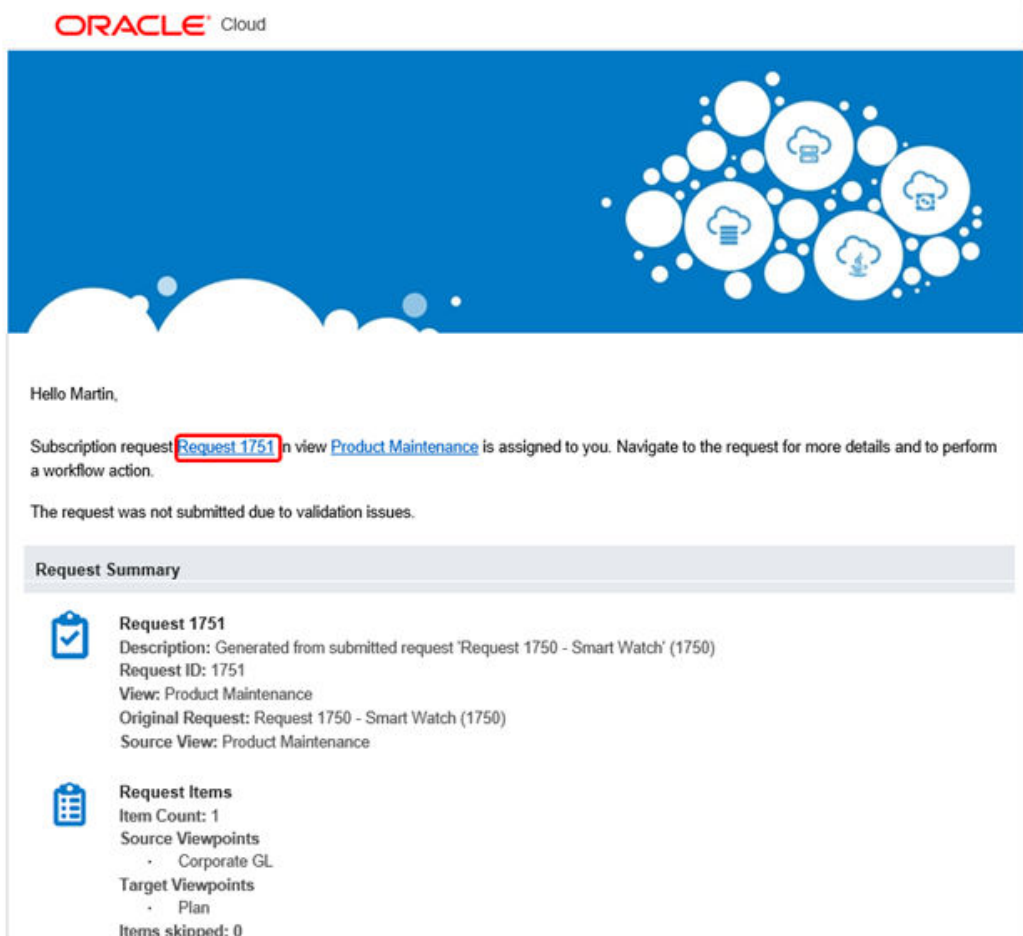 ORACLE Cloud
Hello Martin,
Subscription request Request 1751 n view Product Maintenance is assigned to you. Navigate to the request for more details and to perform
a workflow action.
The request was not submitted due to validation issues.
Request Summary
Request 1751
Description: Generated from submitted request 'Request 1750 - Smart Watch' (1750)
Request ID: 1751
View: Product Maintenance
Original Request: Request 1750 - Smart Watch (1750)
Source View: Product Maintenance
Request Items
Item Count: 1
Source Viewpoints
· Corporate GL
Target Viewpoints
· Plan
Items skipped: 0